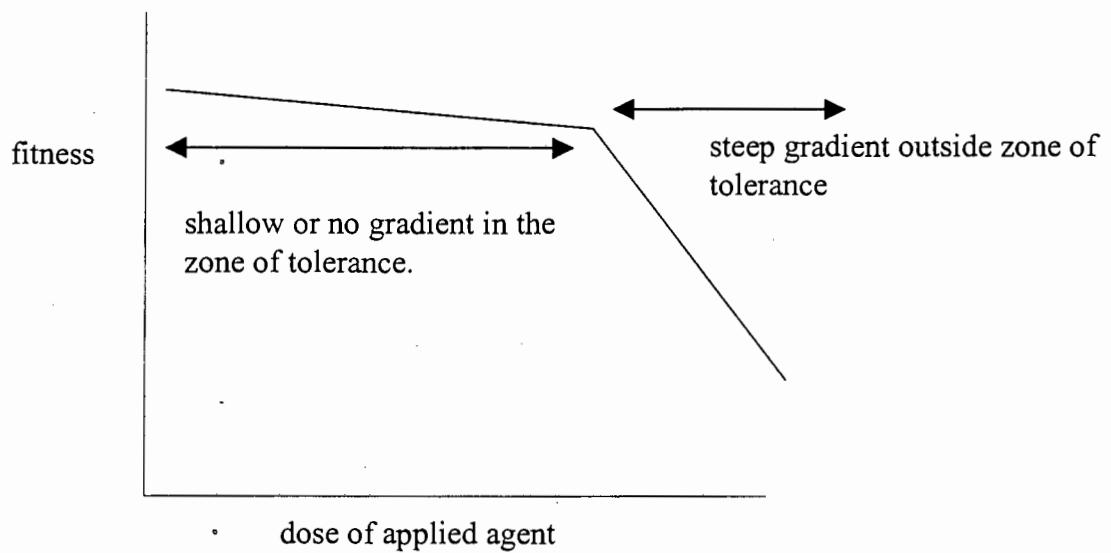 fitness
steep gradient outside zone of
tolerance
shallow or no gradient in the
zone of tolerance.
dose of applied agent